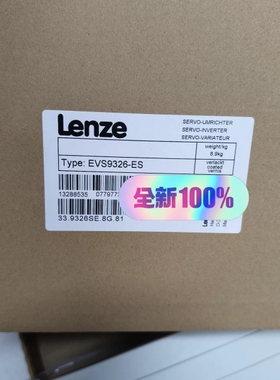 Lenze
SERVO-UMRICHTER
SERVO-INVERTER
SERVO-VARIATEUR
weight/kg
6.9kg
Type: EVS9326-ES
verlackt
coated
vernis
全新100%
13288535
33.9326SE.8G.81